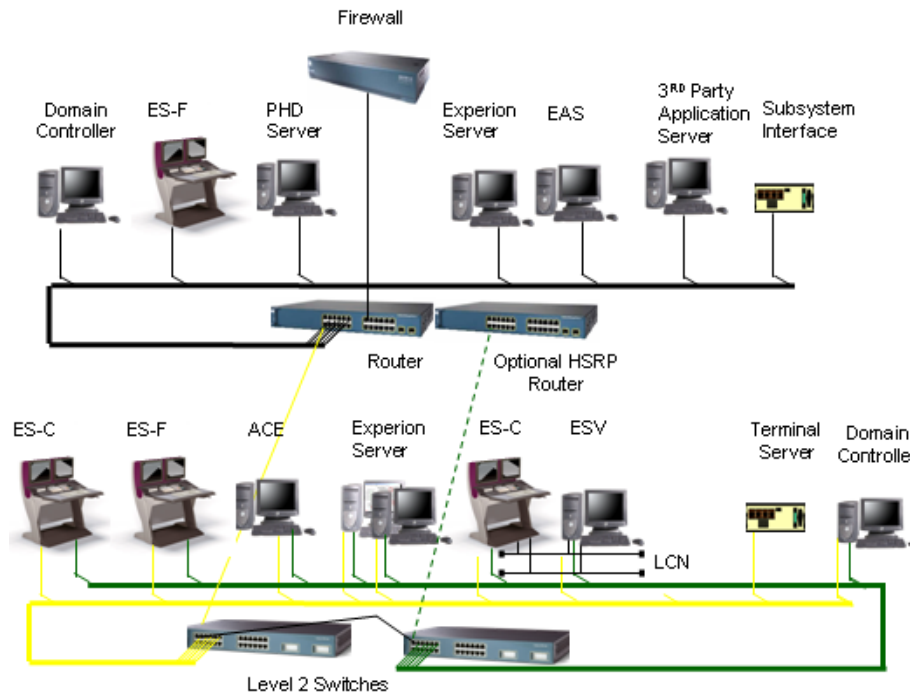 Firewall
Domain
Controller
ES-F
PHD
Server
Experion
Server
EAS
3RD Party
Application
Server
Subsystem
Interface
Router
Optional HSRP
Router
ES-C
ES-F
ACE
Experion
Server
ES-C
ESV
Terminal
Server
Domain
Controlle
LCN
Level 2 Switches